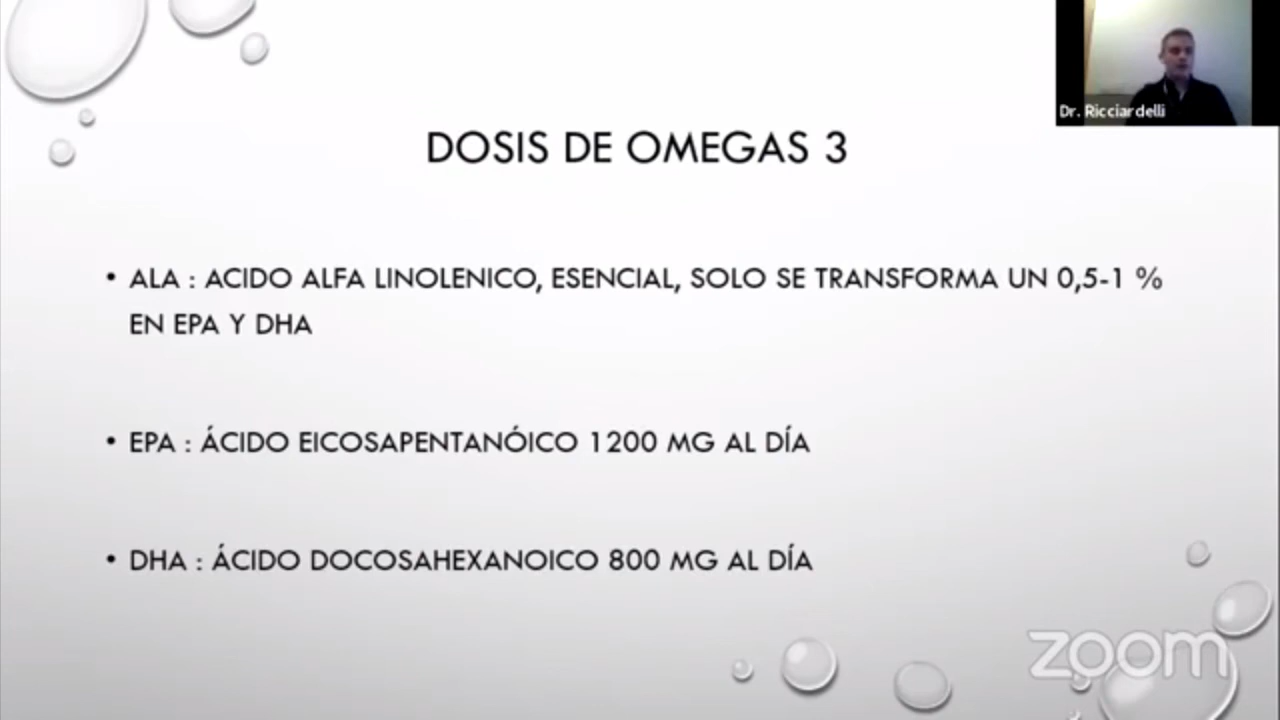 Dr. Ricciardelli
DOSIS DE OMEGAS 3
• ALA : ACIDO ALFA LINOLENICO, ESENCIAL, SOLO SE TRANSFORMA UN 0,5-1 %
EN EPA Y DHA
• EPA : ÁCIDO EICOSAPENTANÓICO 1200 MG AL DÍA
• DHA : ÁCIDO DOCOSAHEXANOICO 800 MG AL DÍA
zoom